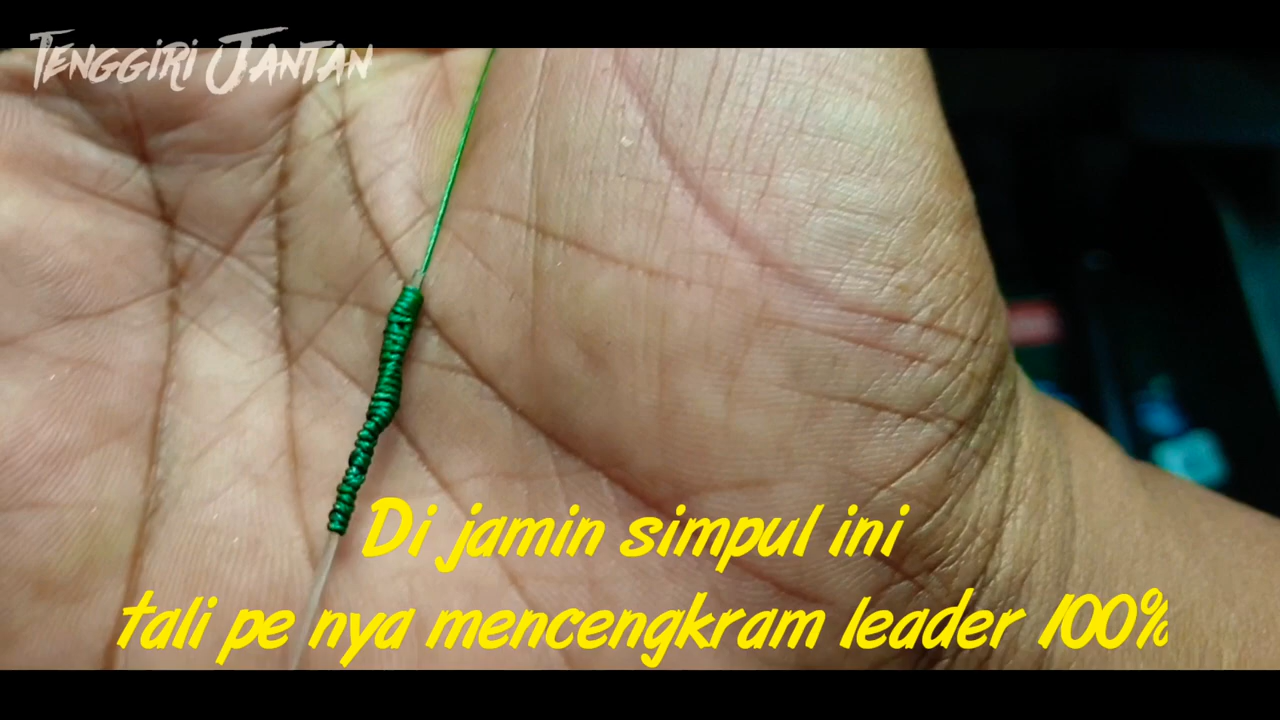 Tenggiri Jantan
Di jamin simpul ini
tali pe nya mencengkram leader 100%